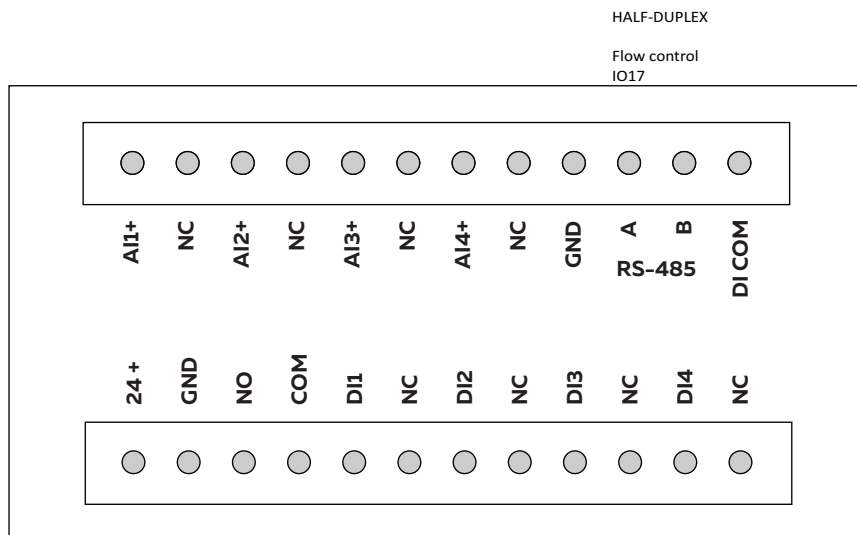 HALF-DUPLEX
Flow control
IO17
AI1+ NC AI2+ NC AI3+ NC AI4+ NC GND A B DI COM
RS-485
24 + GND NO COM DI1 NC DI2 NC DI3 NC DI4 NC